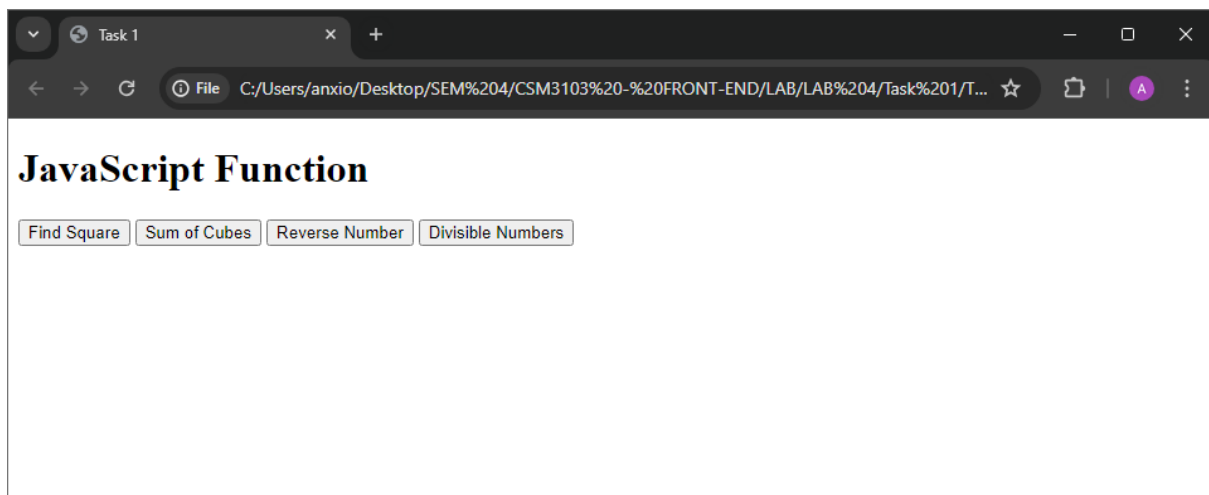 Task 1
File C:/Users/anxio/Desktop/SEM%204/CSM3103%20-%20FRONT-END/LAB/LAB%204/Task%201/T... A
JavaScript Function
Find Square Sum of Cubes Reverse Number Divisible Numbers